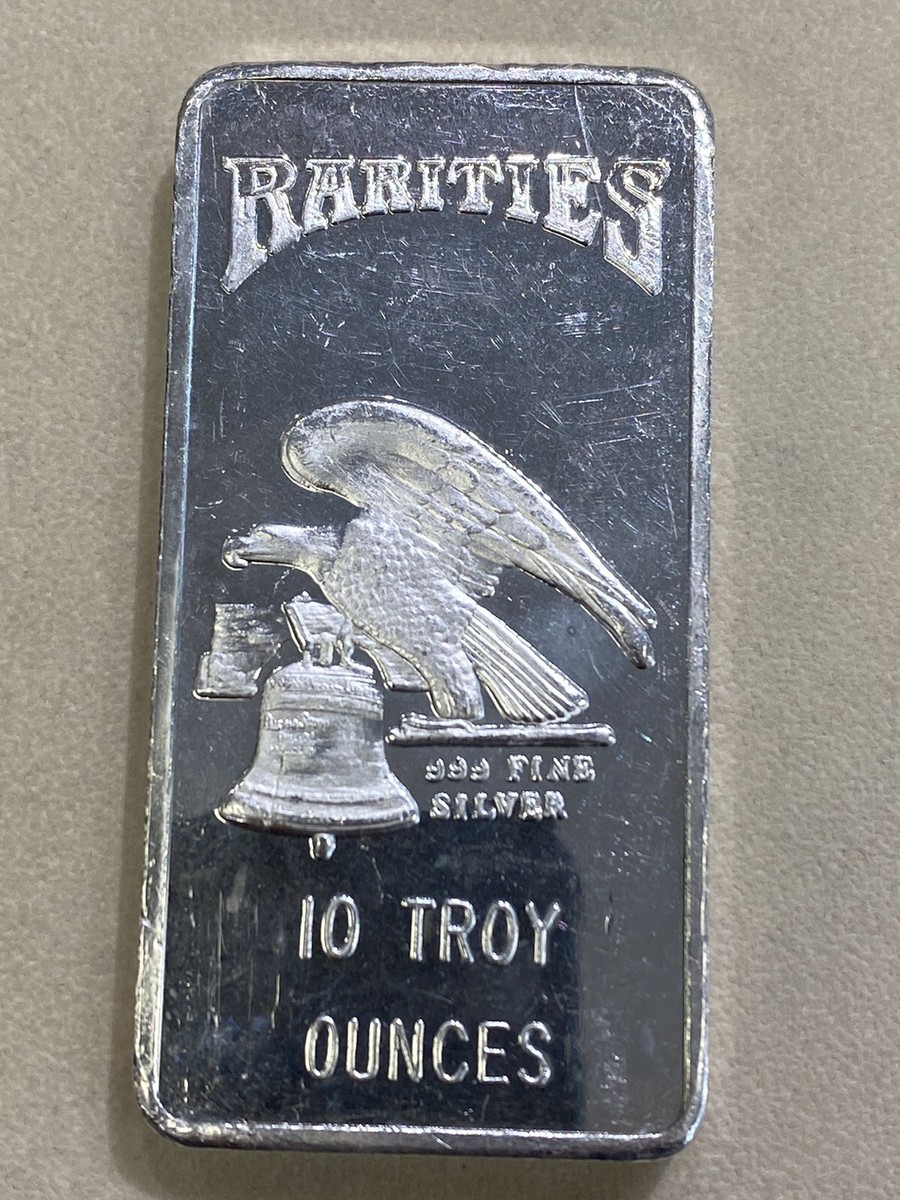 RARITIES
999 FINE
SILVER
10 TROY
OUNCES